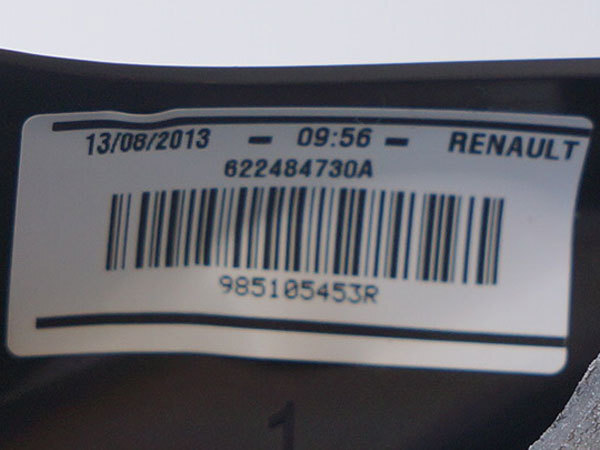 13/08/2013 - 09:56 - RENAULT
622484730A
985105453R
1